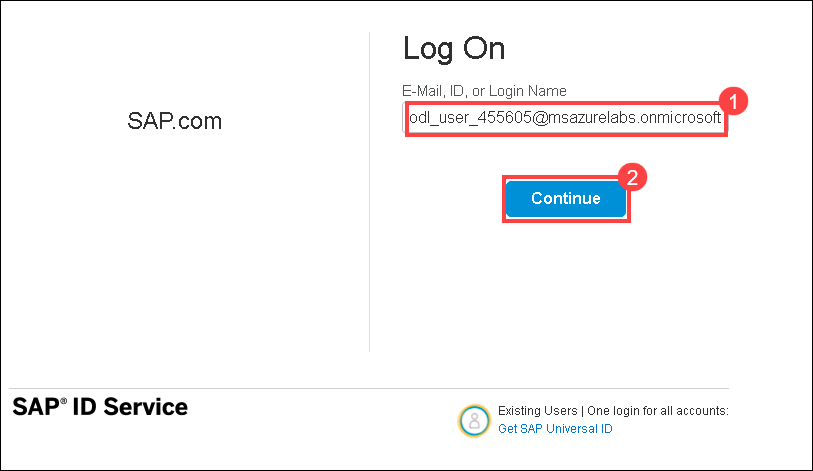 Log On
E-Mail, ID, or Login Name
1
odl_user_455605@msazurelabs.onmicrosoft
SAP.com
2
Continue
SAP® ID Service
Existing Users | One login for all accounts:
Get SAP Universal ID